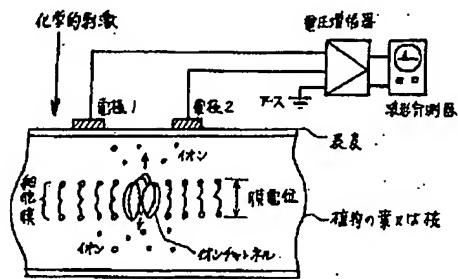 化学的刺激
電圧増幅器
電極1
電極2
アース
波形計測器
表皮
イオン
細胞膜
膜電位
植物の葉又は枝
イオン
イオンチャネル